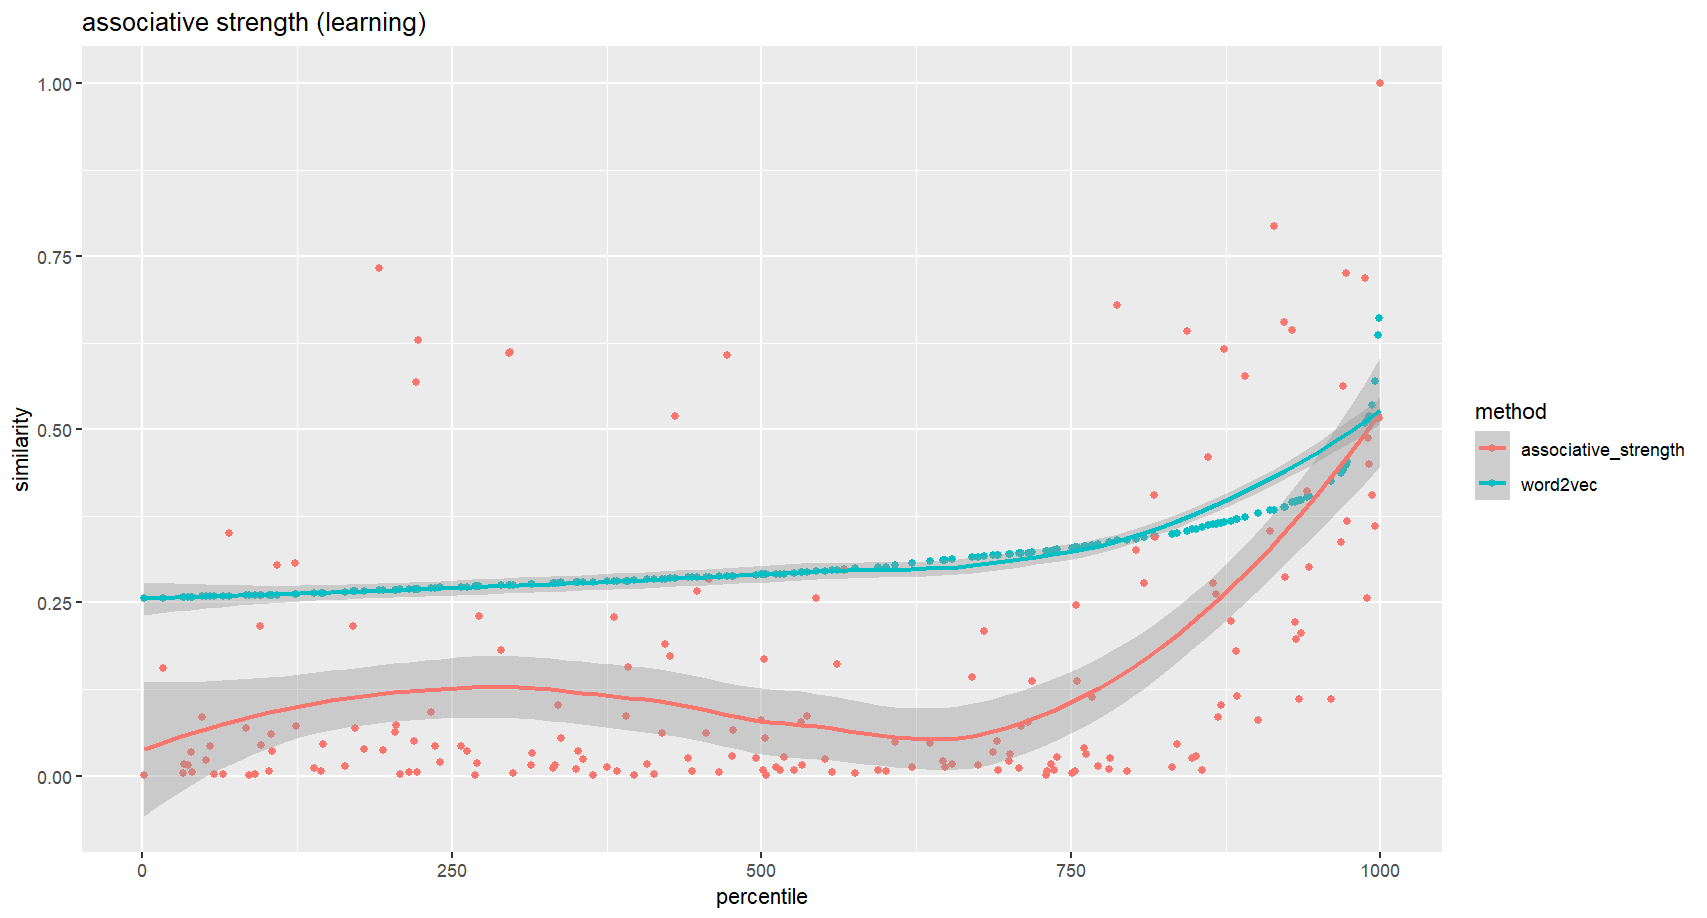 associative strength (learning)
1.00
0.75
0.50
0.25
0.00
similarity
0
250
500
750
1000
percentile
method
associative_strength
word2vec